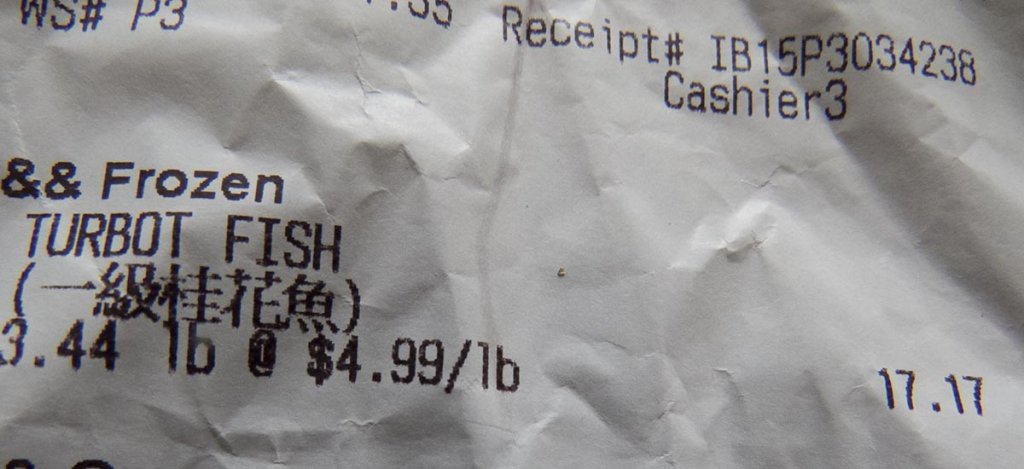 WS# P3
Receipt# IB15P3034238
Cashier3
&& Frozen
TURBOT FISH
(一級桂花魚)
3.44 lb @ $4.99/lb 17.17